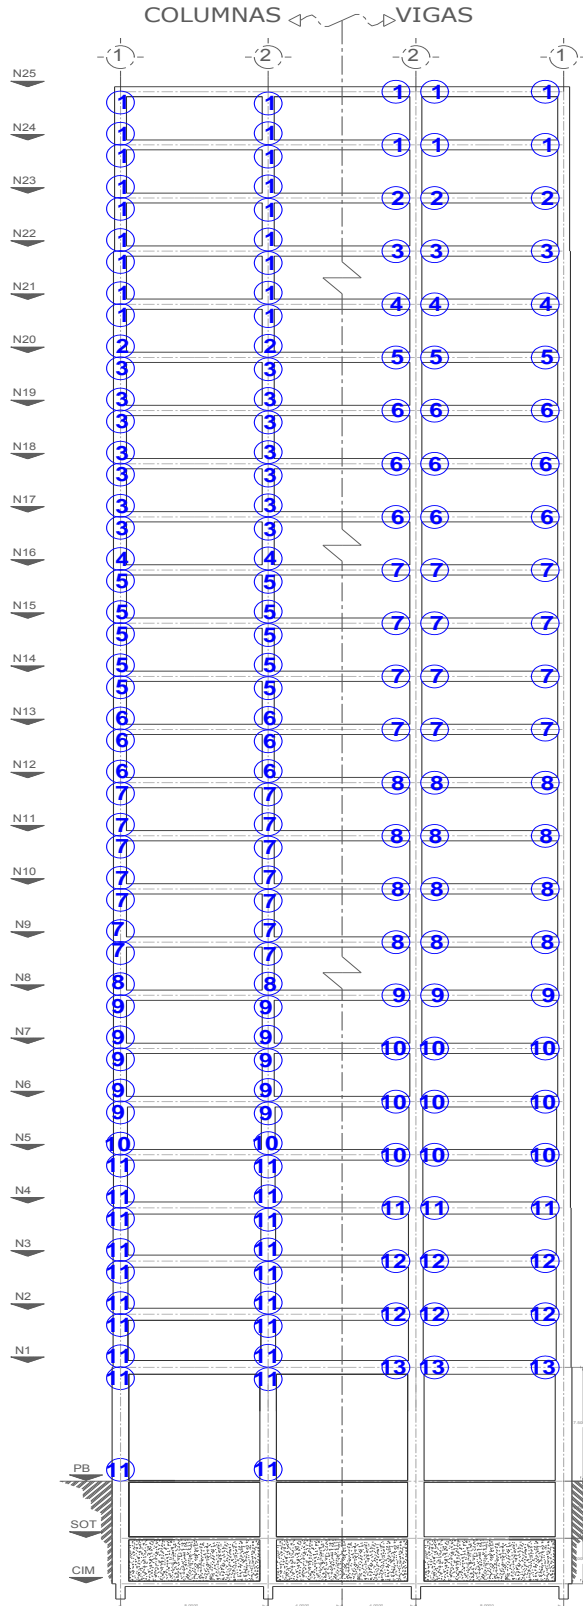 COLUMNAS VIGAS
1 2 2 1
N25
1 1 1
1 1
N24 1 1
1 1 1
1 1
N23 1 1
2 2 2
1 1
N22 1 1
3 3 3
1 1
N21 1 1
4 4 4
1 1
N20 2 2
5 5 5
3 3
N19 3 3
6 6 6
3 3
N18 3 3
6 6 6
3 3
N17 3 3
6 6 6
3 3
N16 4 4
7 7 7
5 5
N15 5 5
7 7 7
5 5
N14 5 5
7 7 7
5 5
N13 6 6
7 7 7
6 6
N12 6 6
8 8 8
7 7
N11 7 7
8 8 8
7 7
N10 7 7
8 8 8
7 7
N9 7 7
8 8 8
7 7
N8 8 8
9 9 9
9 9
N7 9 9
10 10 10
9 9
N6 9 9
10 10 10
9 9
N5 10 10
10 10 10
11 11
N4 11 11
11 11 11
11 11
N3 11 11
12 12 12
11 11
N2 11 11
12 12 12
11 11
N1 11 11
13 13 13
11 11
PB 11 11
SOT
CIM